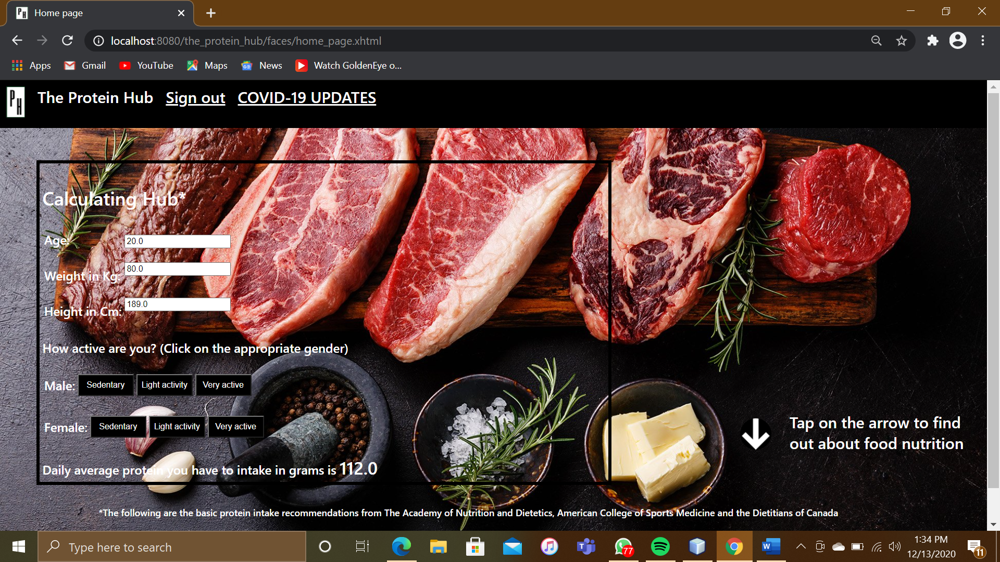 Home page
localhost:8080/the_protein_hub/faces/home_page.xhtml
Apps Gmail YouTube Maps News Watch GoldenEye o...
PH The Protein Hub Sign out COVID-19 UPDATES
Calculating Hub*
Age: 20.0
Weight in Kg: 80.0
Height in Cm: 189.0
How active are you? (Click on the appropriate gender)
Male: Sedentary Light activity Very active
Female: Sedentary Light activity Very active
Tap on the arrow to find
out about food nutrition
Daily average protein you have to intake in grams is 112.0
*The following are the basic protein intake recommendations from The Academy of Nutrition and Dietetics, American College of Sports Medicine and the Dietitians of Canada
Type here to search
77
1:34 PM
12/13/2020
11